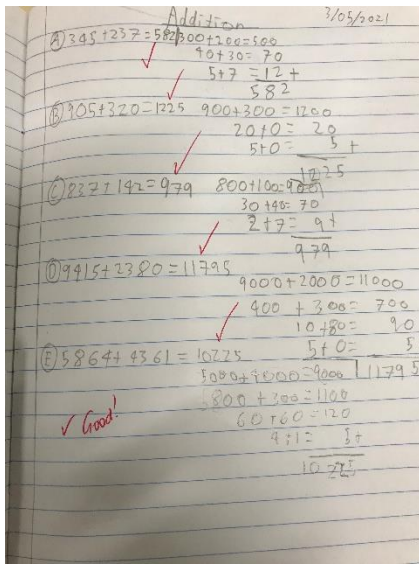 Addition 3/05/2021
Ⓐ 345+237=582 300+200=500
40+30= 70
5+7 =12+
582
Ⓑ 905+320=1225 900+300=1200
20+0= 20
5+0= 5 +
1225
Ⓒ 837+142=979 800+100=900
30+40=70
2+7= 9+
979
Ⓓ 9415+2380=11795
9000+2000=11000
400 + 300= 700
10+80= 90
5+0= 5
Ⓔ 5864+4361=10225
5000+4000=9000 11795
800+300=1100
60+60=120
4+1= 5+
✓ Good!